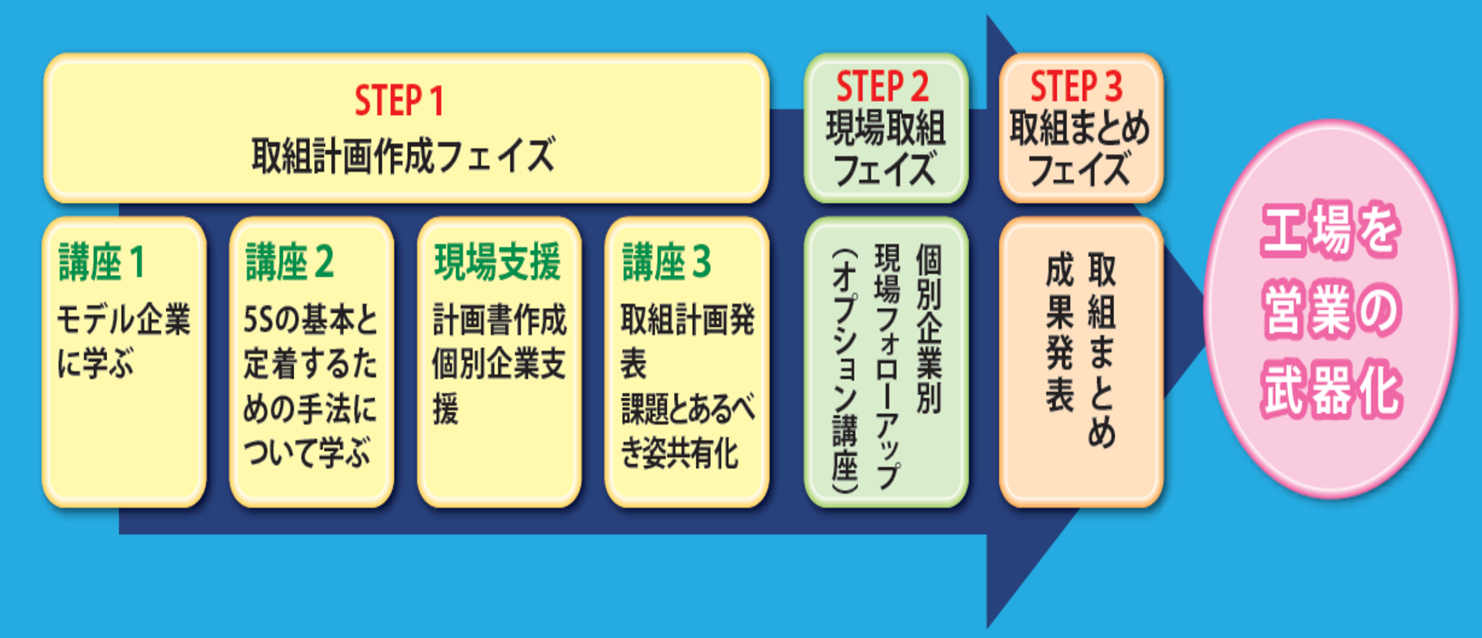 STEP 1
取組計画作成フェイズ
STEP 2
現場取組
フェイズ
STEP 3
取組まとめ
フェイズ
講座 1
モデル企業
に学ぶ
講座 2
5Sの基本と
定着するた
めの手法に
ついて学ぶ
現場支援
計画書作成
個別企業支
援
講座 3
取組計画発
表
課題とあるべ
き姿共有化
個別企業別
現場フォローアップ
（オプション講座）
取組まとめ
成果発表
工場を
営業の
武器化